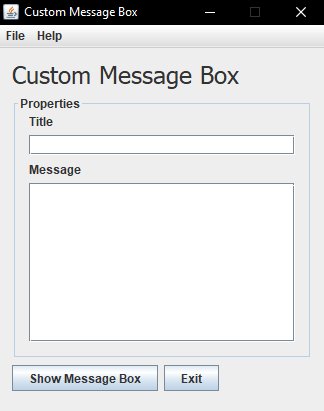 Custom Message Box
File Help
Custom Message Box
Properties
Title
Message
Show Message Box Exit